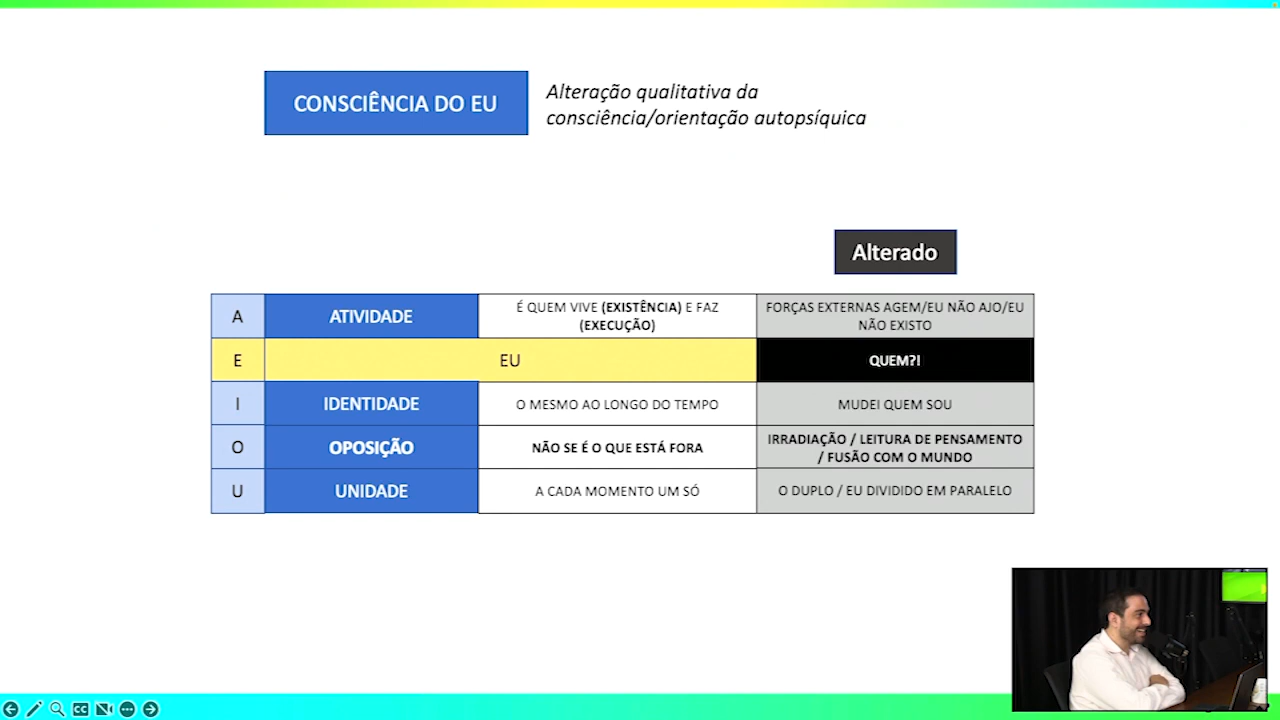 CONSCIÊNCIA DO EU
Alteração qualitativa da
consciência/orientação autopsíquica
Alterado
A
ATIVIDADE
É QUEM VIVE (EXISTÊNCIA) E FAZ
(EXECUÇÃO)
FORÇAS EXTERNAS AGEM/EU NÃO AJO/EU
NÃO EXISTO
E
EU
QUEM?!
I
IDENTIDADE
O MESMO AO LONGO DO TEMPO
MUDEI QUEM SOU
O
OPOSIÇÃO
NÃO SE É O QUE ESTÁ FORA
IRRADIAÇÃO / LEITURA DE PENSAMENTO
/ FUSÃO COM O MUNDO
U
UNIDADE
A CADA MOMENTO UM SÓ
O DUPLO / EU DIVIDIDO EM PARALELO
CC